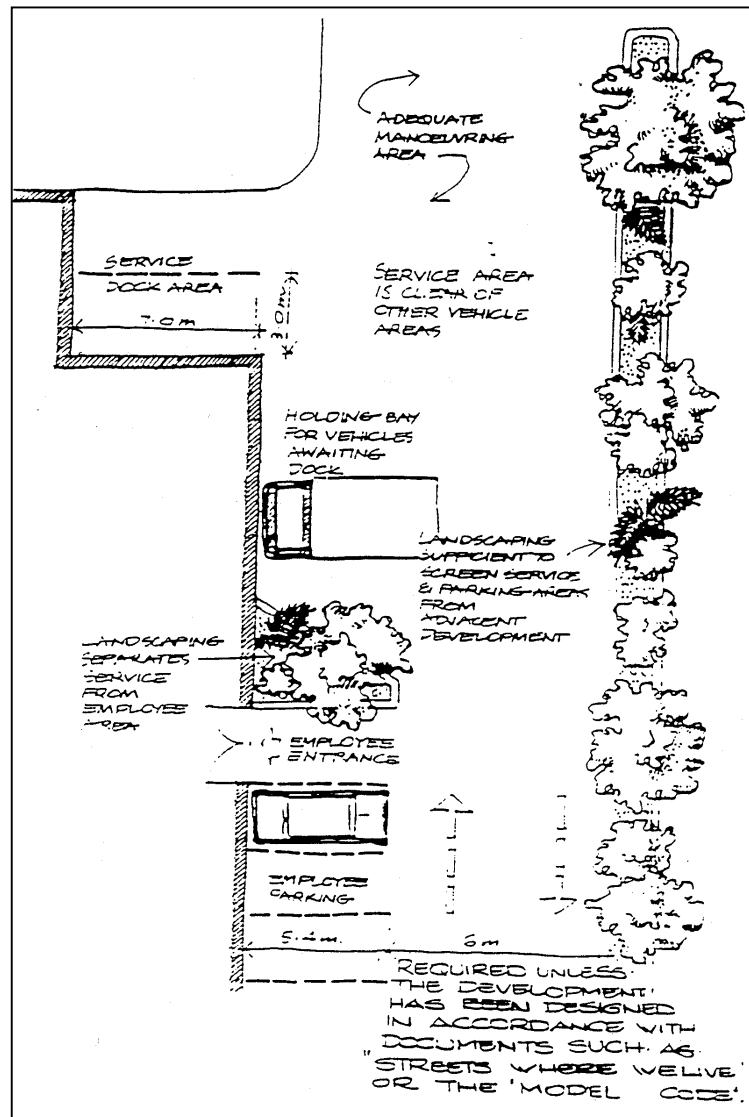 ADEQUATE
MANOEUVRING
AREA
SERVICE
DOCK AREA
7.0m
3.0m
SERVICE AREA
IS CLEAR OF
OTHER VEHICLE
AREAS
HOLDING BAY
FOR VEHICLES
AWAITING
DOCK
LANDSCAPING
SUFFICIENT TO
SCREEN SERVICE
& PARKING AREAS
FROM
ADJACENT
DEVELOPMENT
LANDSCAPING
SEPARATES
SERVICE
FROM
EMPLOYEE
AREA
EMPLOYEE
ENTRANCE
EMPLOYEE
PARKING
5.4m.
6m
REQUIRED UNLESS
THE DEVELOPMENT
HAS BEEN DESIGNED
IN ACCORDANCE WITH
DOCUMENTS SUCH AS
"STREETS WHERE WE LIVE'
OR THE 'MODEL CODE'.